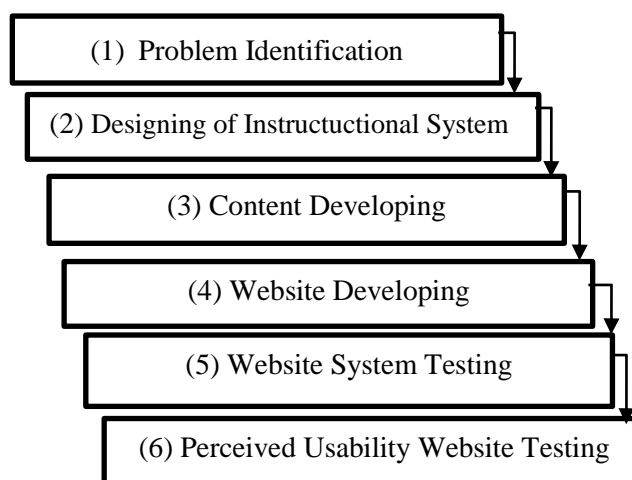 (1) Problem Identification
(2) Designing of Instructuctional System
(3) Content Developing
(4) Website Developing
(5) Website System Testing
(6) Perceived Usability Website Testing